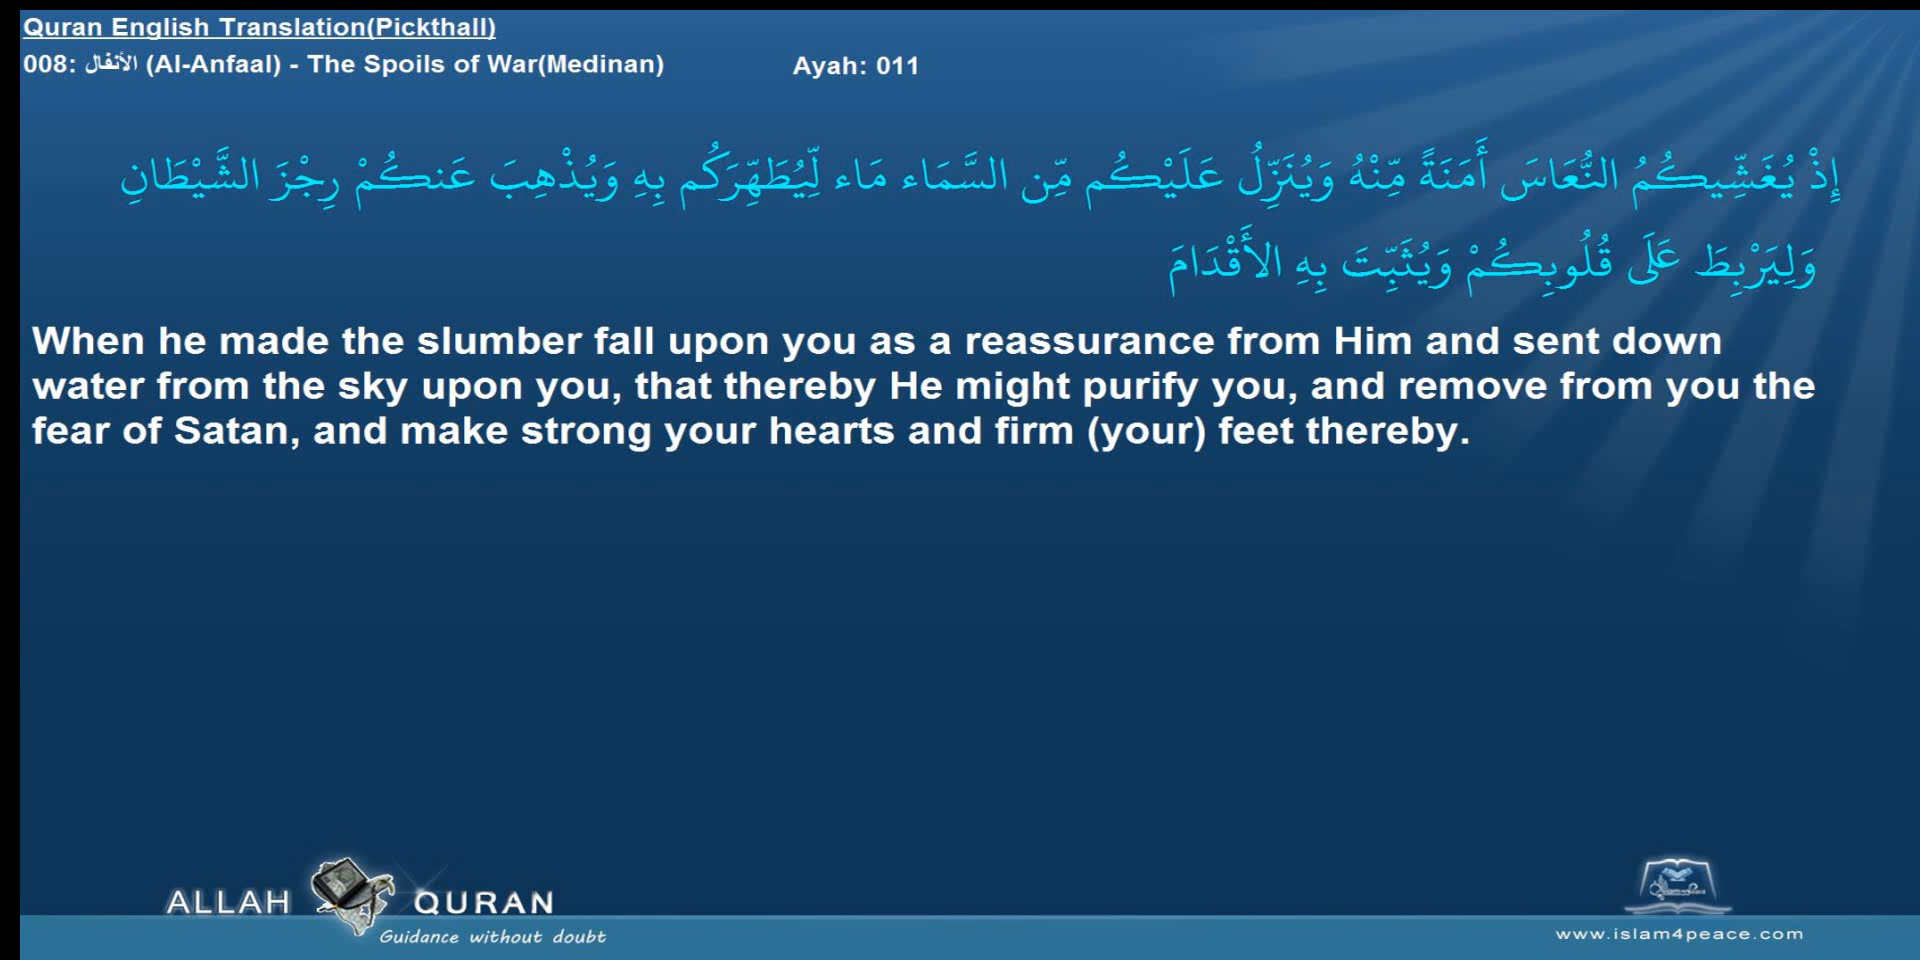 Quran English Translation(Pickthall)
008: الأنفال (Al-Anfaal) - The Spoils of War(Medinan) Ayah: 011
إِذْ يُغَشِّيكُمُ النُّعَاسَ أَمَنَةً مِّنْهُ وَيُنَزِّلُ عَلَيْكُم مِّن السَّمَاء مَاء لِّيُطَهِّرَكُم بِهِ وَيُذْهِبَ عَنكُمْ رِجْزَ الشَّيْطَانِ
وَلِيَرْبِطَ عَلَى قُلُوبِكُمْ وَيُثَبِّتَ بِهِ الأَقْدَامَ
When he made the slumber fall upon you as a reassurance from Him and sent down
water from the sky upon you, that thereby He might purify you, and remove from you the
fear of Satan, and make strong your hearts and firm (your) feet thereby.
ALLAH QURAN
Guidance without doubt
www.islam4peace.com